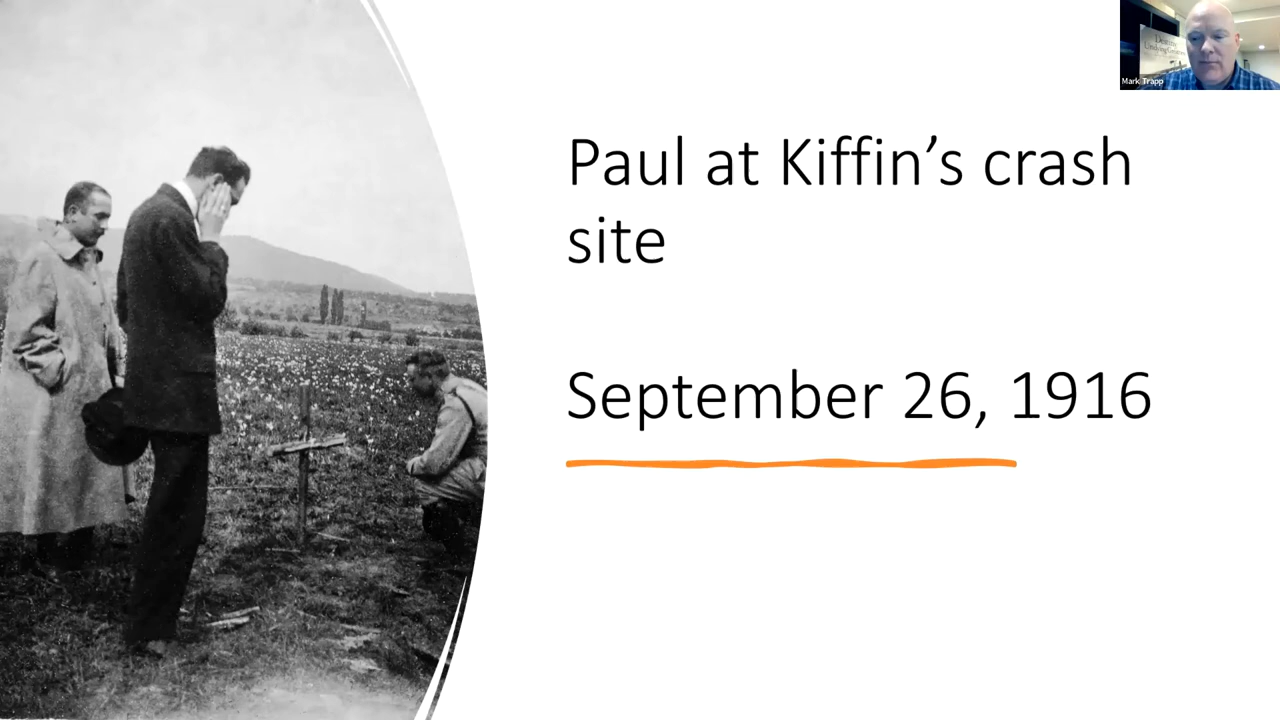 Paul at Kiffin’s crash
site
September 26, 1916
Mark Trapp